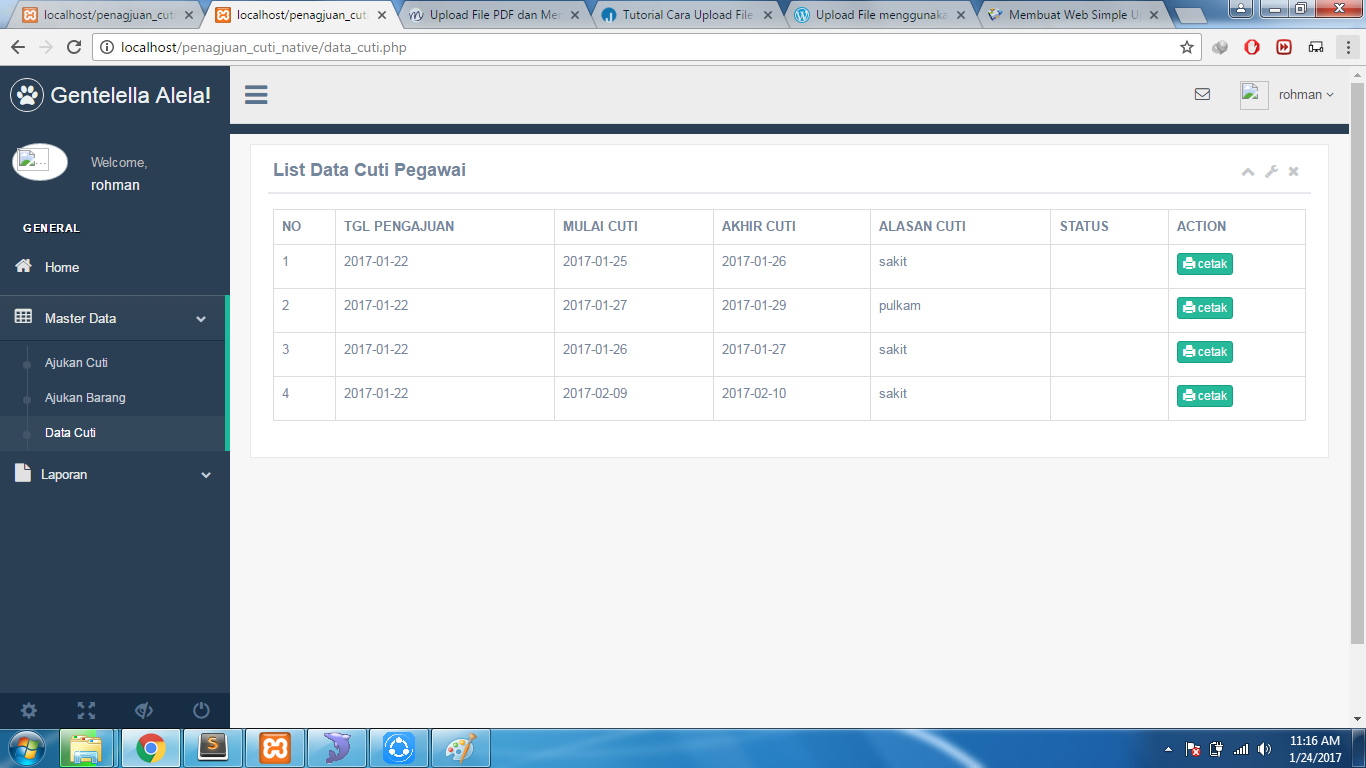 localhost/penagjuan_cuti
localhost/penagjuan_cuti
Upload File PDF dan Me
Tutorial Cara Upload File
Upload File menggunaka
Membuat Web Simple U
localhost/penagjuan_cuti_native/data_cuti.php
Gentelella Alela!
rohman
Welcome,
rohman
GENERAL
Home
Master Data
Ajukan Cuti
Ajukan Barang
Data Cuti
Laporan
List Data Cuti Pegawai
NO TGL PENGAJUAN MULAI CUTI AKHIR CUTI ALASAN CUTI STATUS ACTION
1 2017-01-22 2017-01-25 2017-01-26 sakit cetak
2 2017-01-22 2017-01-27 2017-01-29 pulkam cetak
3 2017-01-22 2017-01-26 2017-01-27 sakit cetak
4 2017-01-22 2017-02-09 2017-02-10 sakit cetak
11:16 AM
1/24/2017